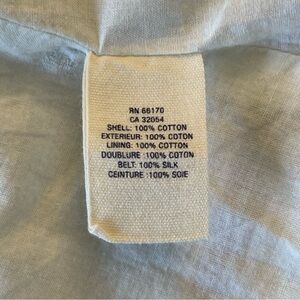 RN 66170
CA 32054
SHELL: 100% COTTON
EXTERIEUR: 100% COTON
LINING: 100% COTTON
DOUBLURE :100% COTON
BELT: 100% SILK
CEINTURE :100% SOIE